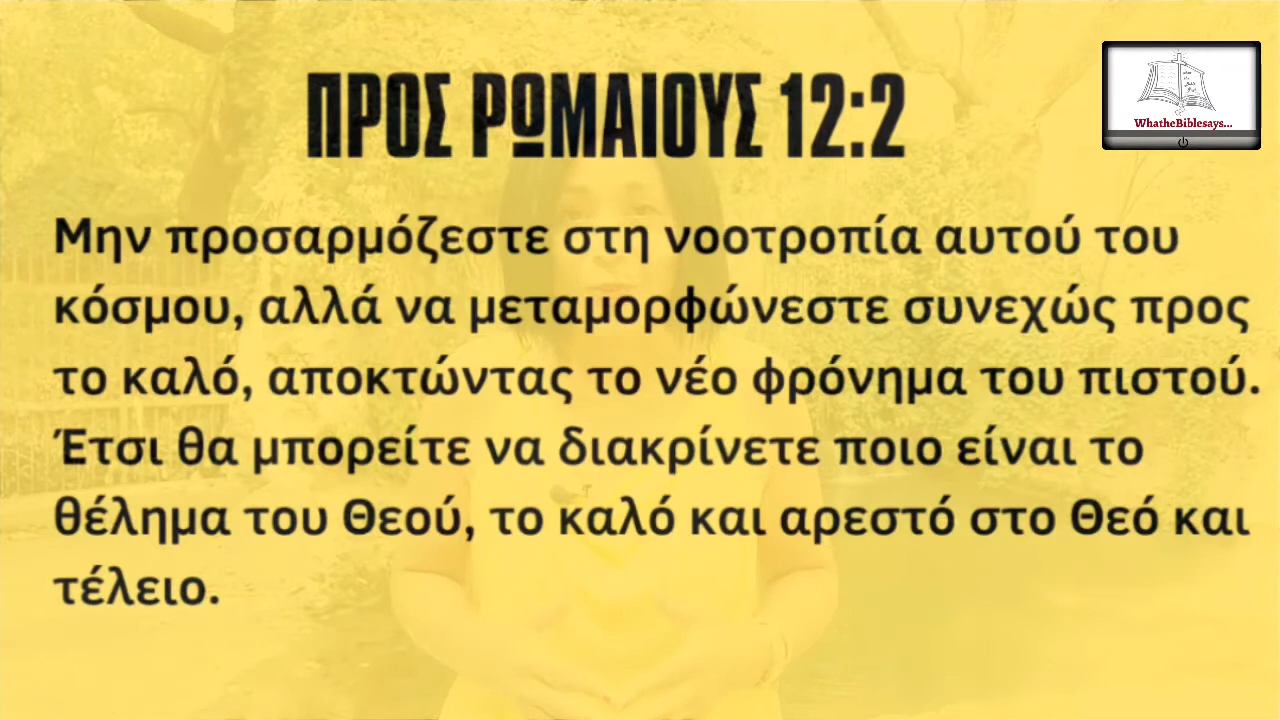 ΠΡΟΣ ΡΩΜΑΙΟΥΣ 12:2
WhatheBiblesays...
Μην προσαρμόζεστε στη νοοτροπία αυτού του
κόσμου, αλλά να μεταμορφώνεστε συνεχώς προς
το καλό, αποκτώντας το νέο φρόνημα του πιστού.
Έτσι θα μπορείτε να διακρίνετε ποιο είναι το
θέλημα του Θεού, το καλό και αρεστό στο Θεό και
τέλειο.